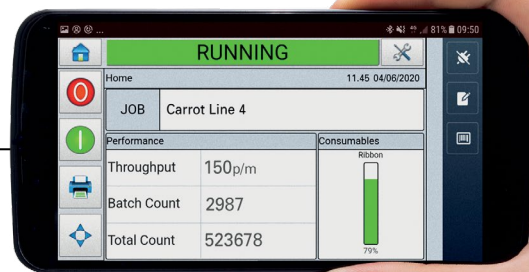 ... 4G 81% 09:50
RUNNING
Home 11.45 04/06/2020
JOB Carrot Line 4
Performance Consumables
Ribbon
Throughput 150p/m
Batch Count 2987
Total Count 523678
79%